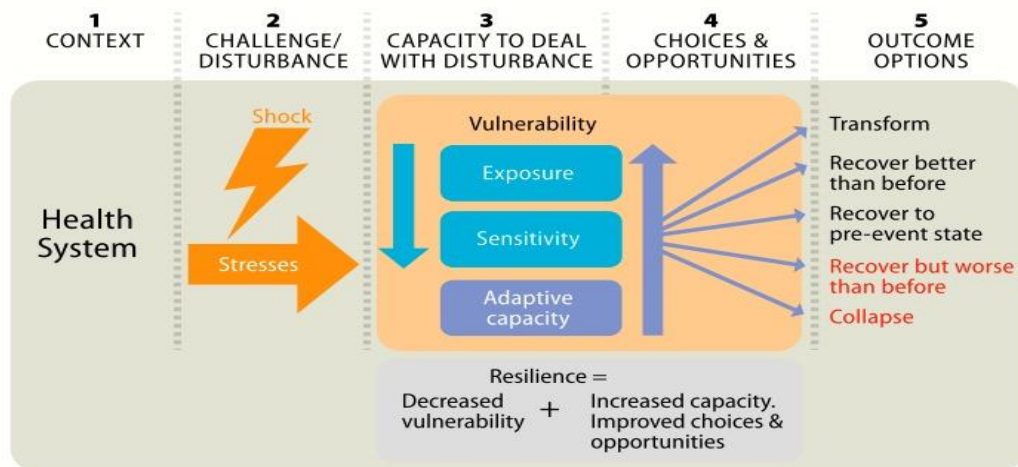 1
CONTEXT
2
CHALLENGE/
DISTURBANCE
3
CAPACITY TO DEAL
WITH DISTURBANCE
4
CHOICES &
OPPORTUNITIES
5
OUTCOME
OPTIONS
Health
System
Shock
Stresses
Vulnerability
Exposure
Sensitivity
Adaptive
capacity
Transform
Recover better
than before
Recover to
pre-event state
Recover but worse
than before
Collapse
Resilience =
Decreased
vulnerability
+
Increased capacity.
Improved choices &
opportunities